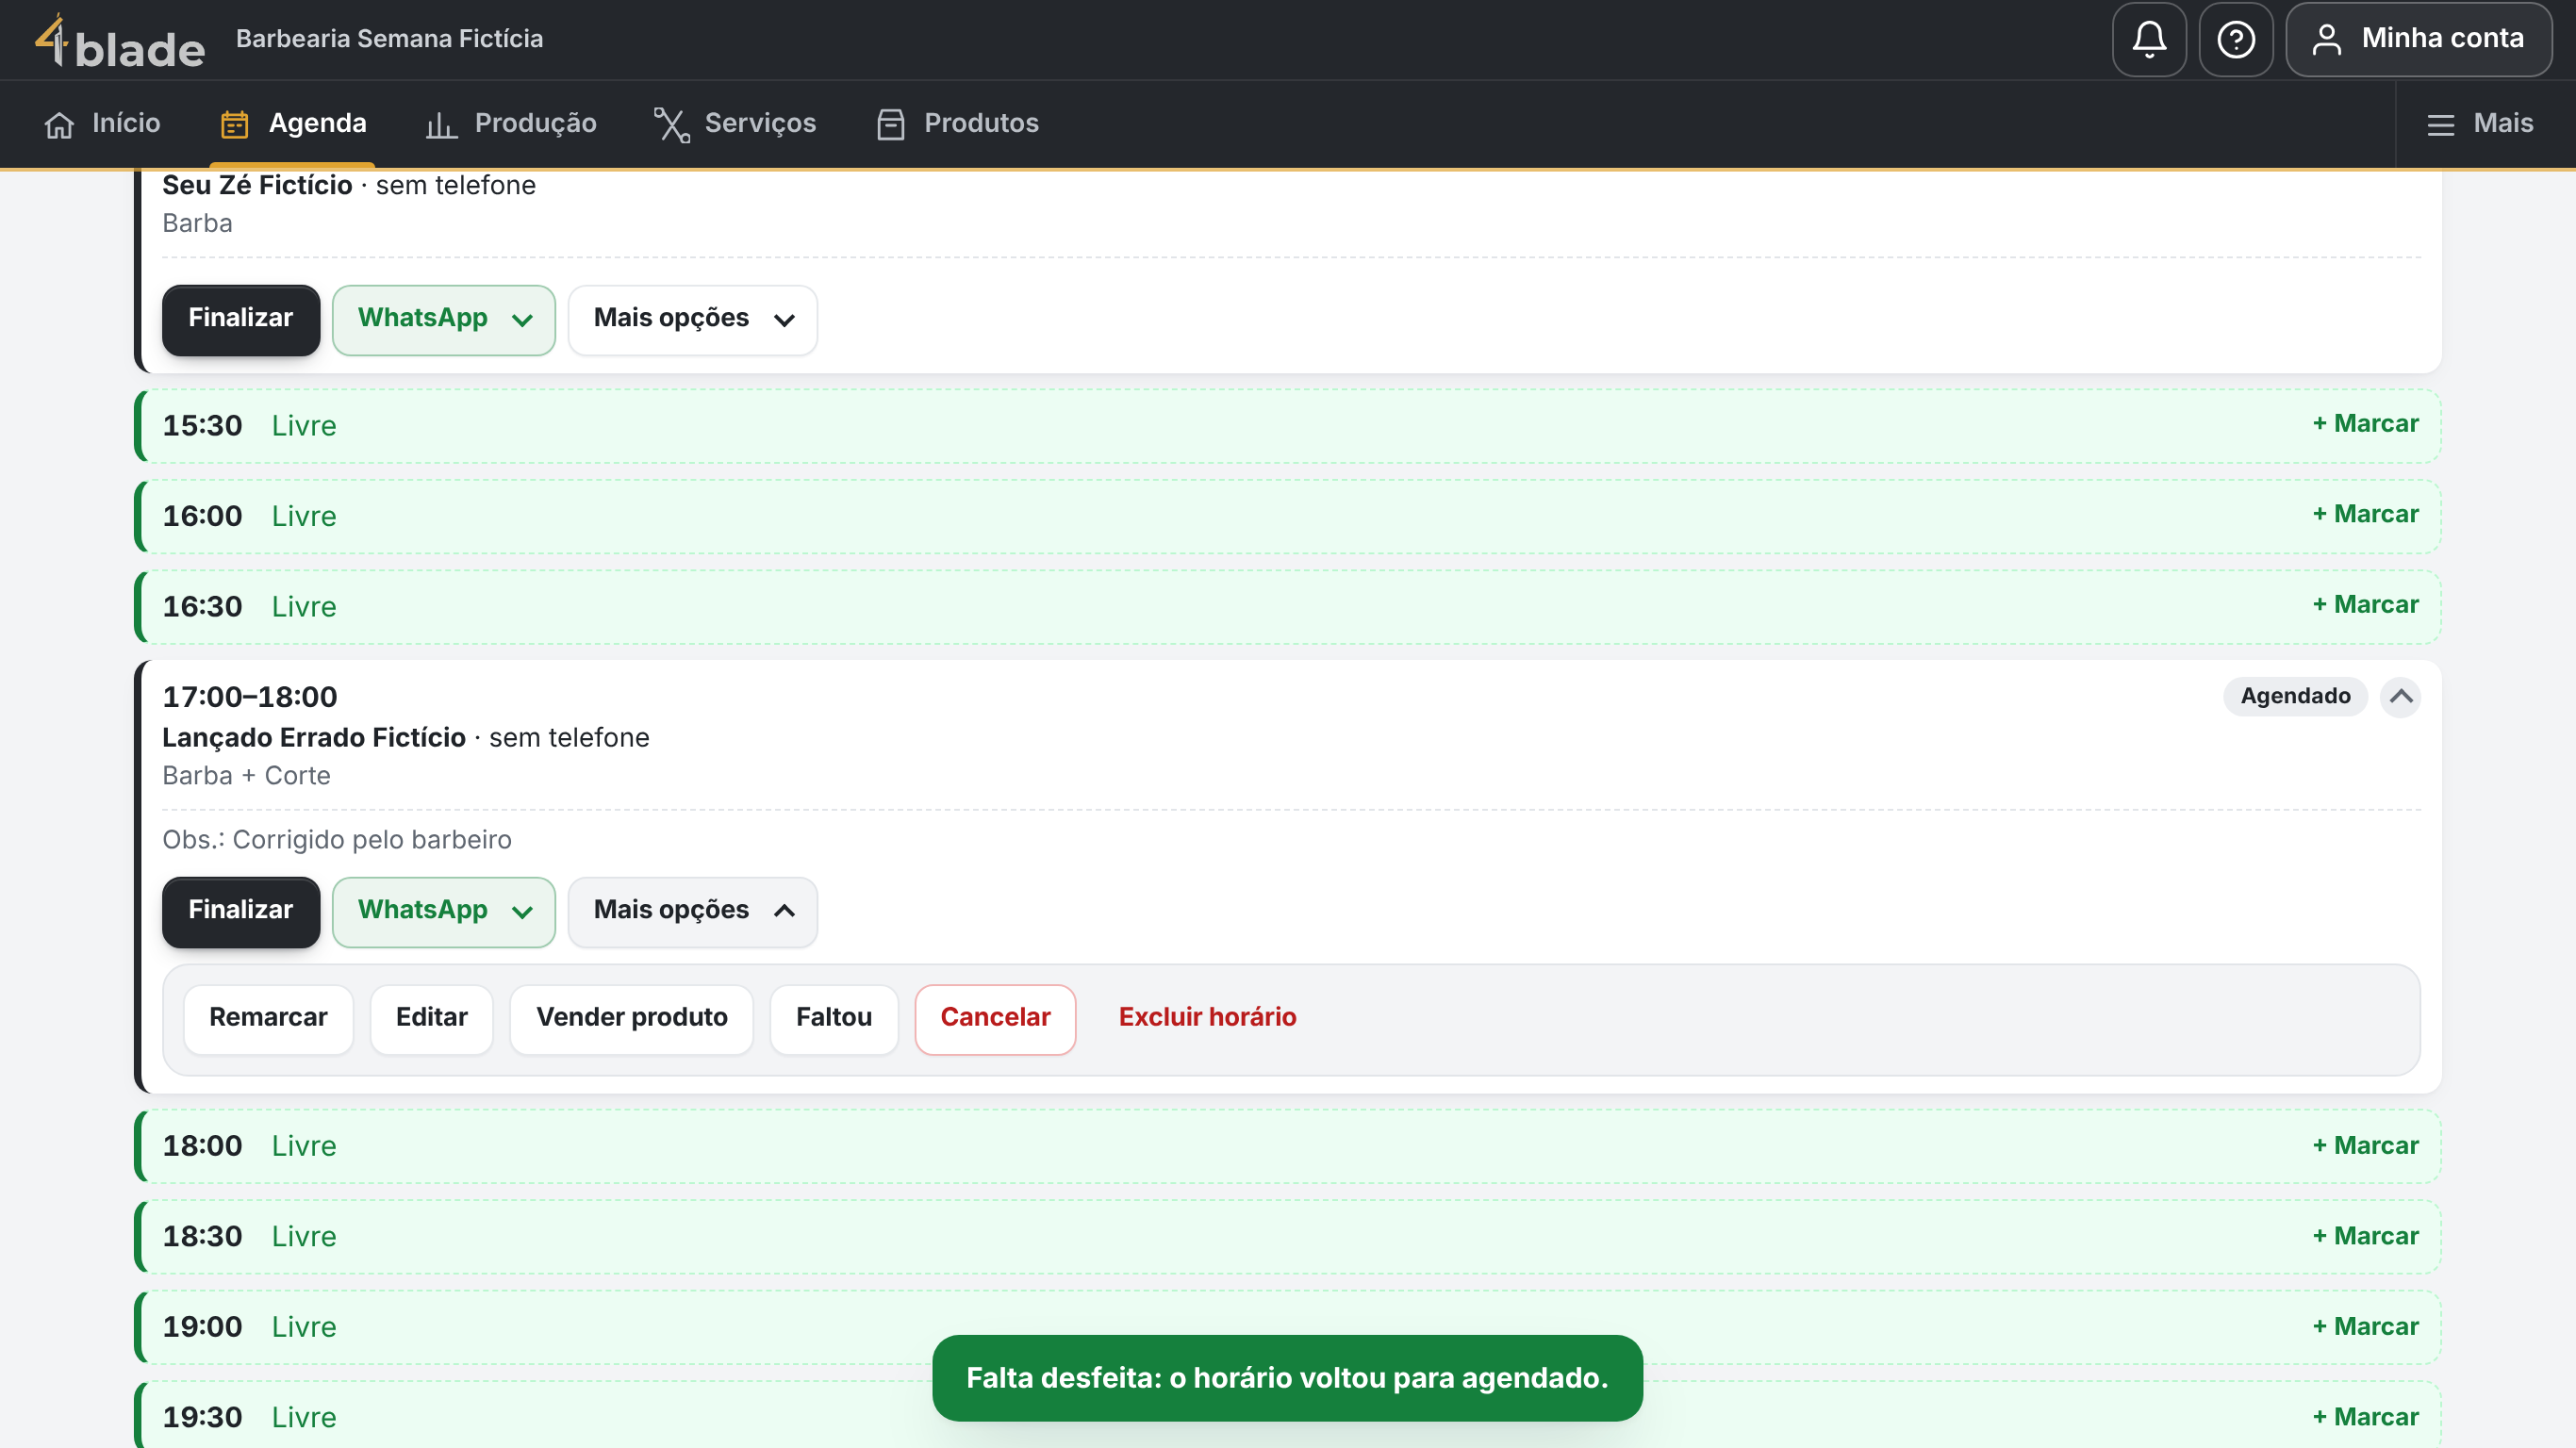 4blade Barbearia Semana Fictícia Minha conta
Início Agenda Produção Serviços Produtos Mais
Seu Zé Fictício · sem telefone
Barba
Finalizar WhatsApp Mais opções
15:30 Livre + Marcar
16:00 Livre + Marcar
16:30 Livre + Marcar
17:00–18:00 Agendado
Lançado Errado Fictício · sem telefone
Barba + Corte
Obs.: Corrigido pelo barbeiro
Finalizar WhatsApp Mais opções
Remarcar Editar Vender produto Faltou Cancelar Excluir horário
18:00 Livre + Marcar
18:30 Livre + Marcar
19:00 Livre + Marcar
Falta desfeita: o horário voltou para agendado.
19:30 Livre + Marcar